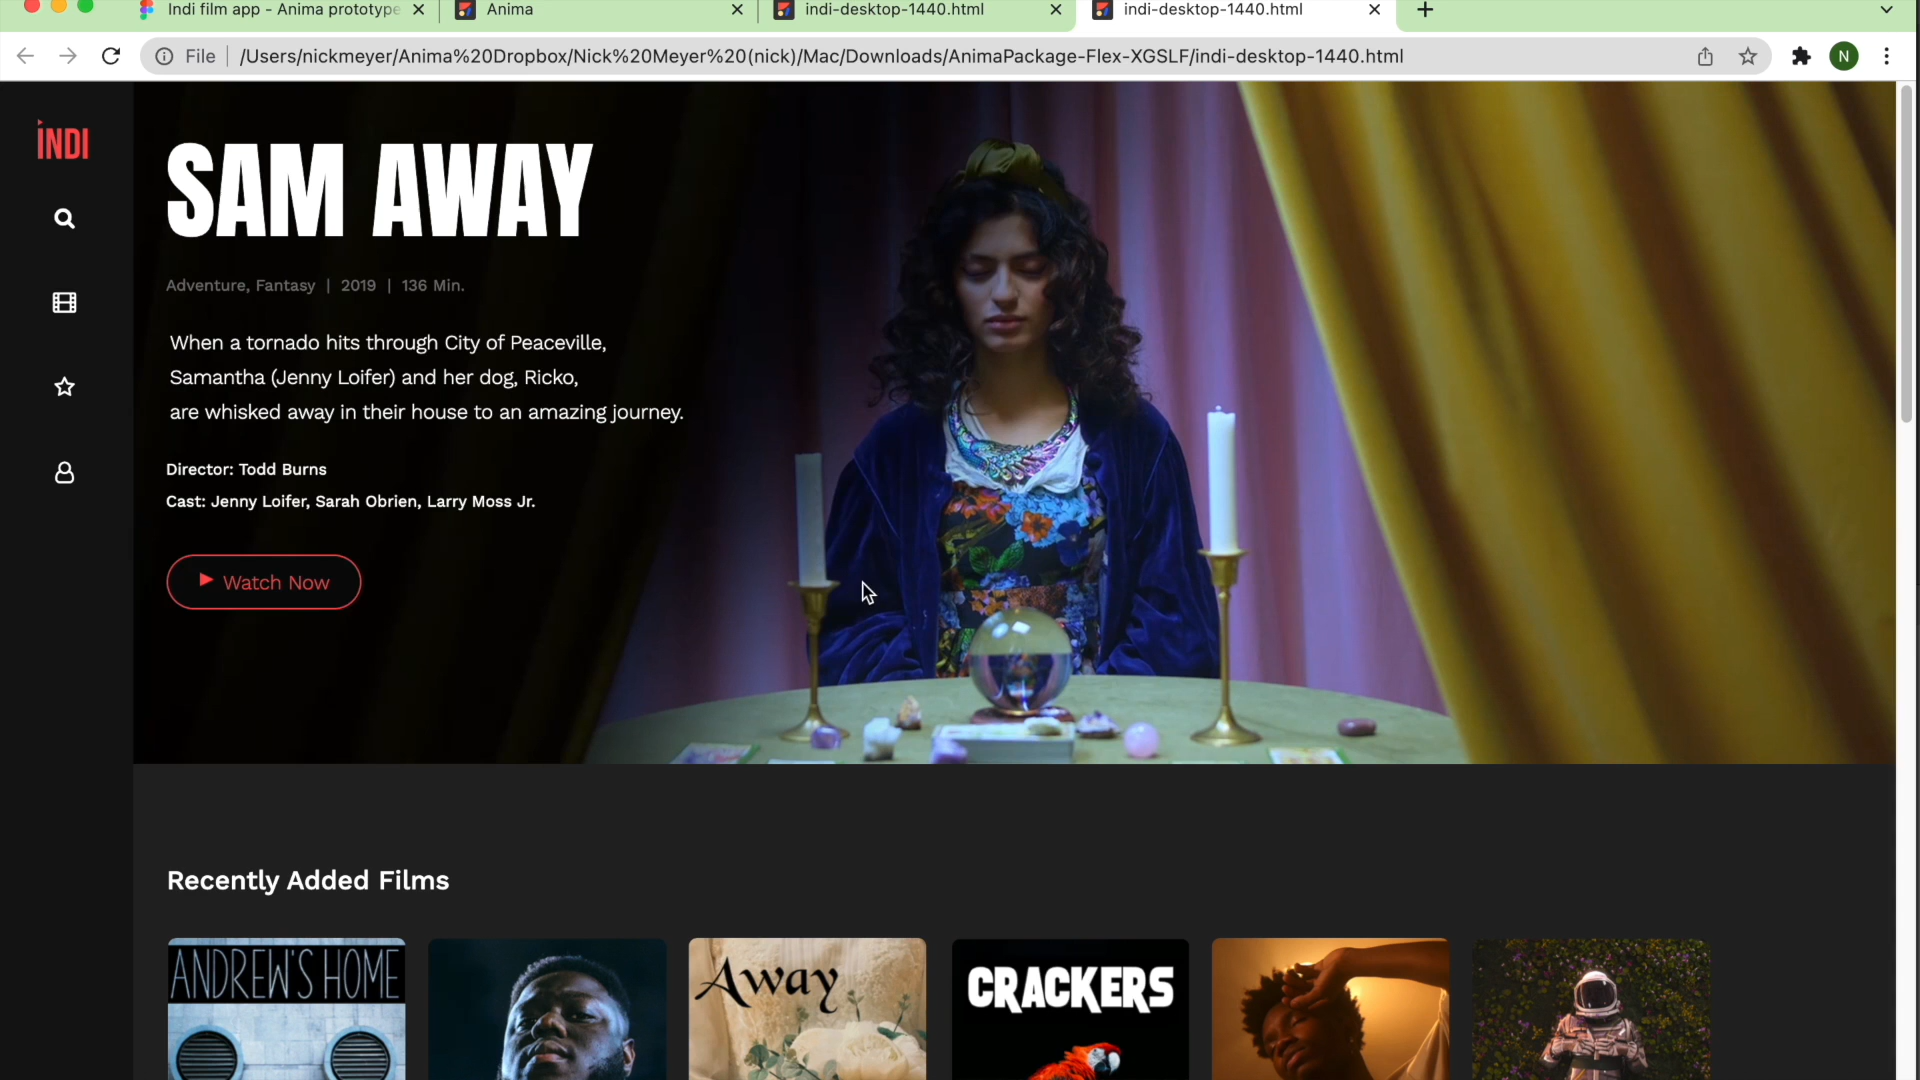 Indi film app - Anima prototype
Anima
indi-desktop-1440.html
indi-desktop-1440.html
File
/Users/nickmeyer/Anima%20Dropbox/Nick%20Meyer%20(nick)/Mac/Downloads/AnimaPackage-Flex-XGSLF/indi-desktop-1440.html
N
INDI
SAM AWAY
Adventure, Fantasy | 2019 | 136 Min.
When a tornado hits through City of Peaceville,
Samantha (Jenny Loifer) and her dog, Ricko,
are whisked away in their house to an amazing journey.
Director: Todd Burns
Cast: Jenny Loifer, Sarah Obrien, Larry Moss Jr.
Watch Now
Recently Added Films
ANDREW'S HOME
Away
CRACKERS